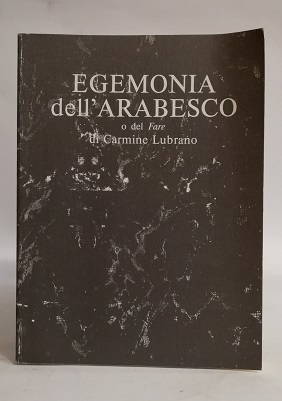 EGEMONIA
dell'ARABESCO
o del Fare
di Carmine Lubrano